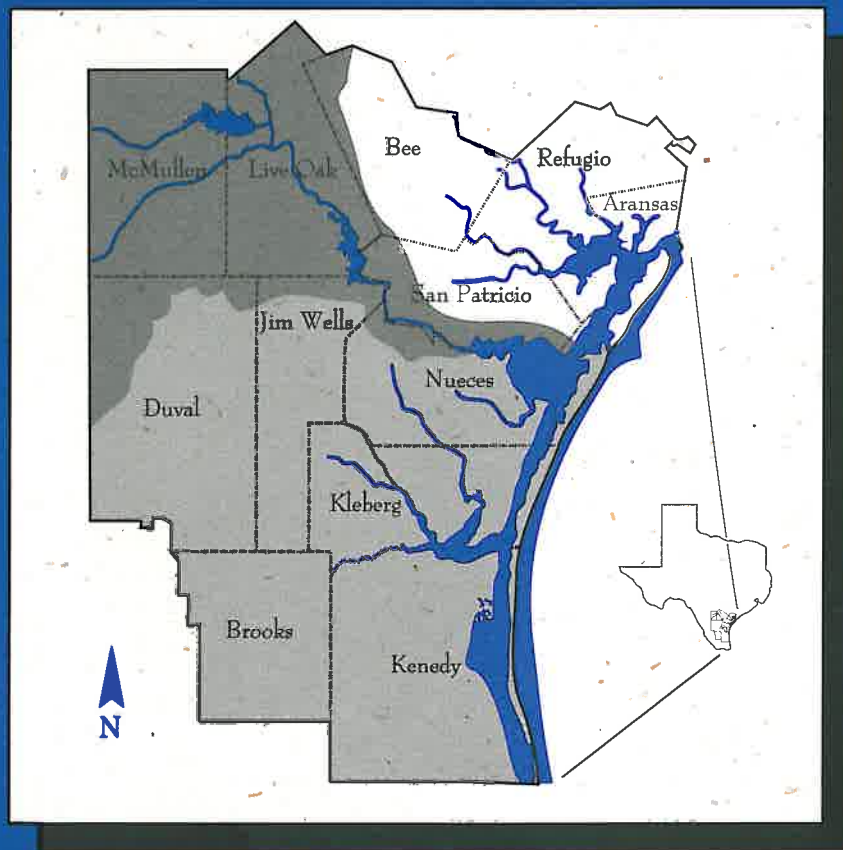 Bee
Refugio
McMullen
Live Oak
Aransas
San Patricio
Jim Wells
Nueces
Duval
Kleberg
Brooks
Kenedy
N